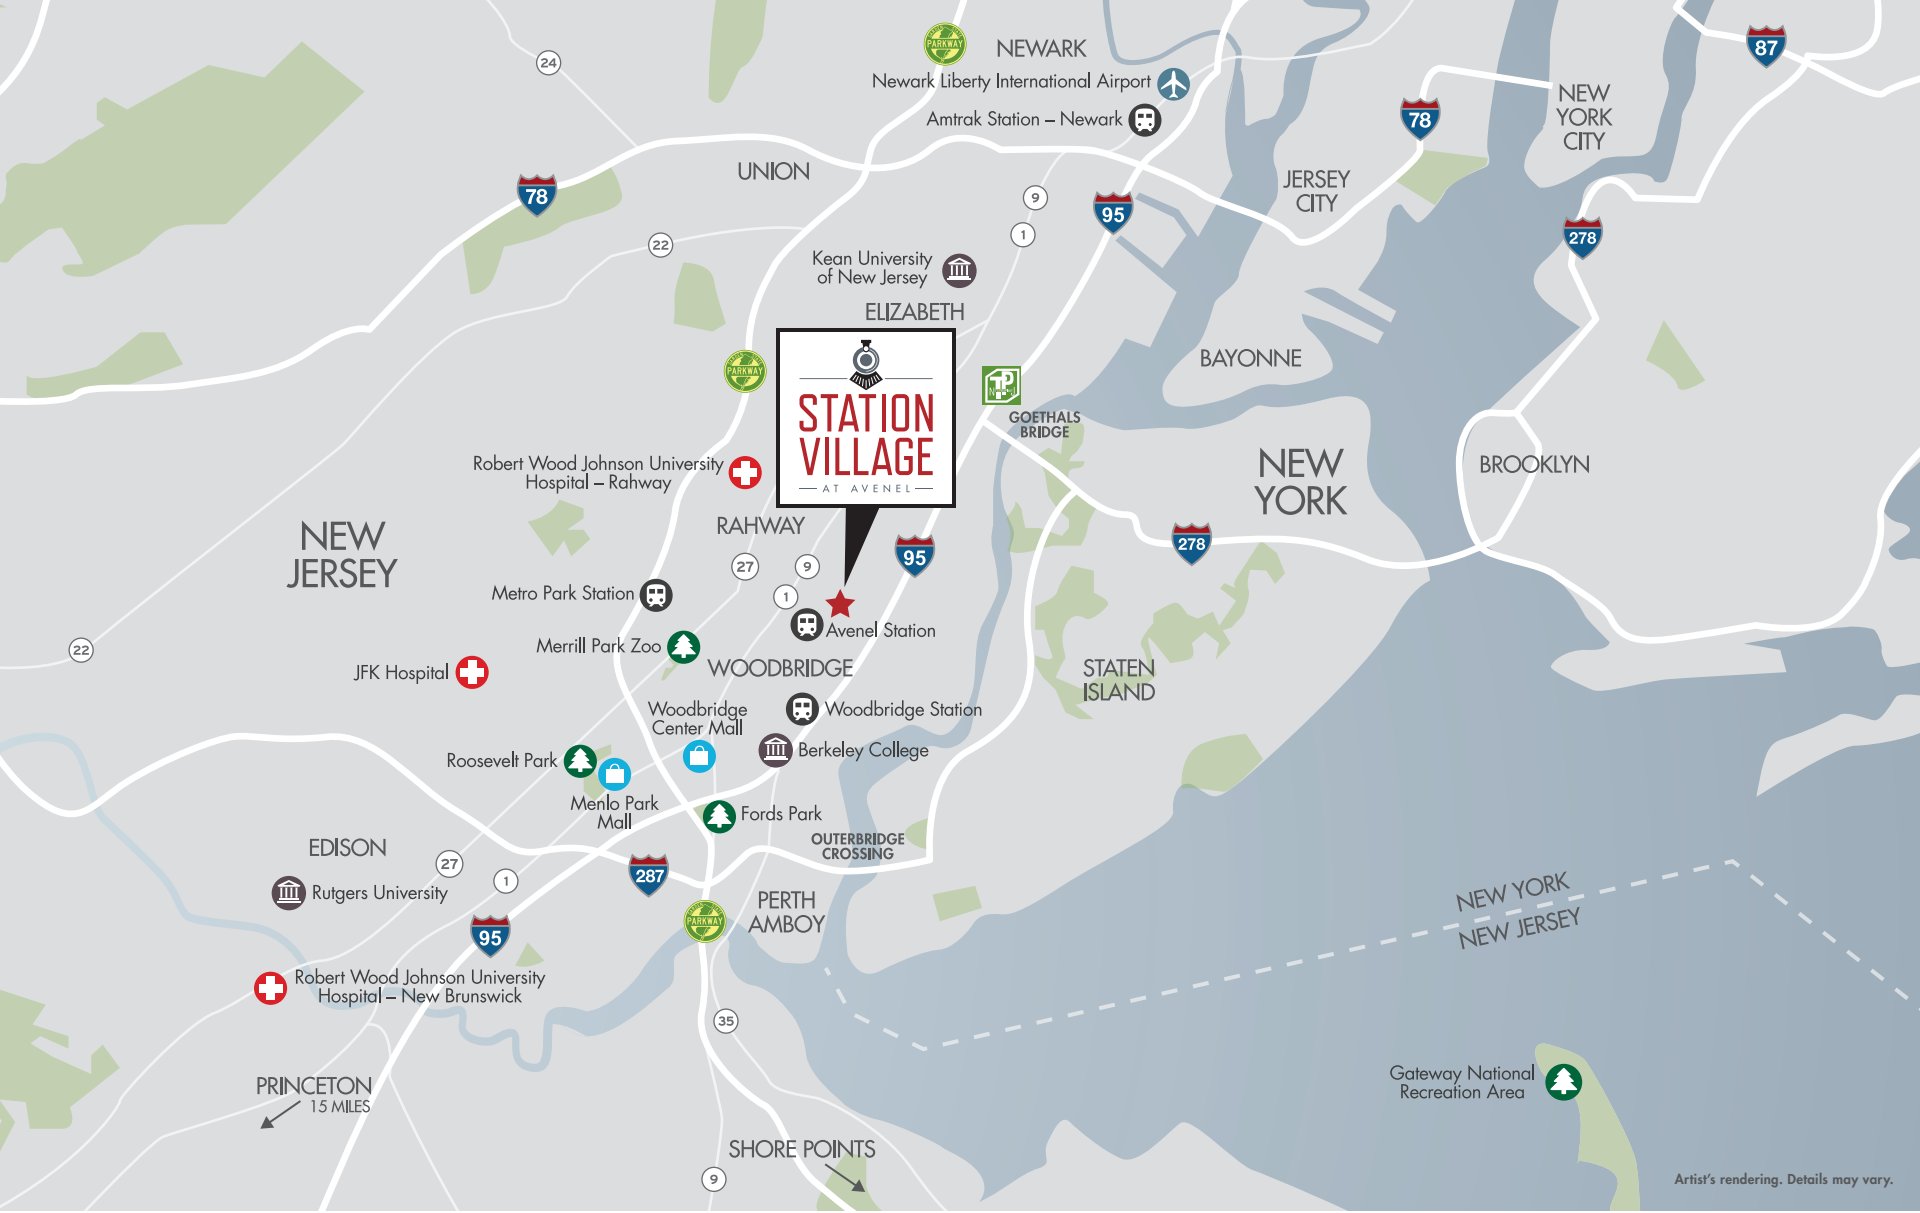 PARKWAY
NEWARK
Newark Liberty International Airport
Amtrak Station – Newark
24
87
78
NEW
YORK
CITY
UNION
78
JERSEY
CITY
9
95
1
22
278
Kean University
of New Jersey
ELIZABETH
PARKWAY
STATION
VILLAGE
AT AVENEL
BAYONNE
TP
GOETHALS
BRIDGE
Robert Wood Johnson University
Hospital – Rahway
NEW
YORK
BROOKLYN
RAHWAY
NEW
JERSEY
27
9
95
278
Metro Park Station
1
Avenel Station
Merrill Park Zoo
22
JFK Hospital
WOODBRIDGE
STATEN
ISLAND
Woodbridge
Center Mall
Woodbridge Station
Berkeley College
Roosevelt Park
Menlo Park
Mall
Fords Park
EDISON
OUTERBRIDGE
CROSSING
27
1
287
Rutgers University
NEW YORK
NEW JERSEY
PERTH
AMBOY
PARKWAY
95
Robert Wood Johnson University
Hospital – New Brunswick
35
Gateway National
Recreation Area
PRINCETON
15 MILES
SHORE POINTS
9
Artist's rendering. Details may vary.